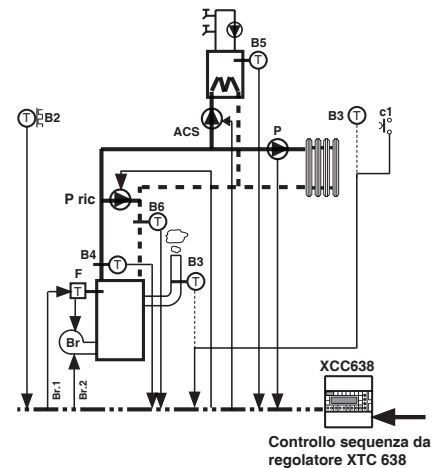 B5
T
T B2
B3 T
c1
ACS
P
P ric
B6
T
B4
T
F
T
B3
T
Br
Br.1
Br.2
XCC638
Controllo sequenza da
regolatore XTC 638